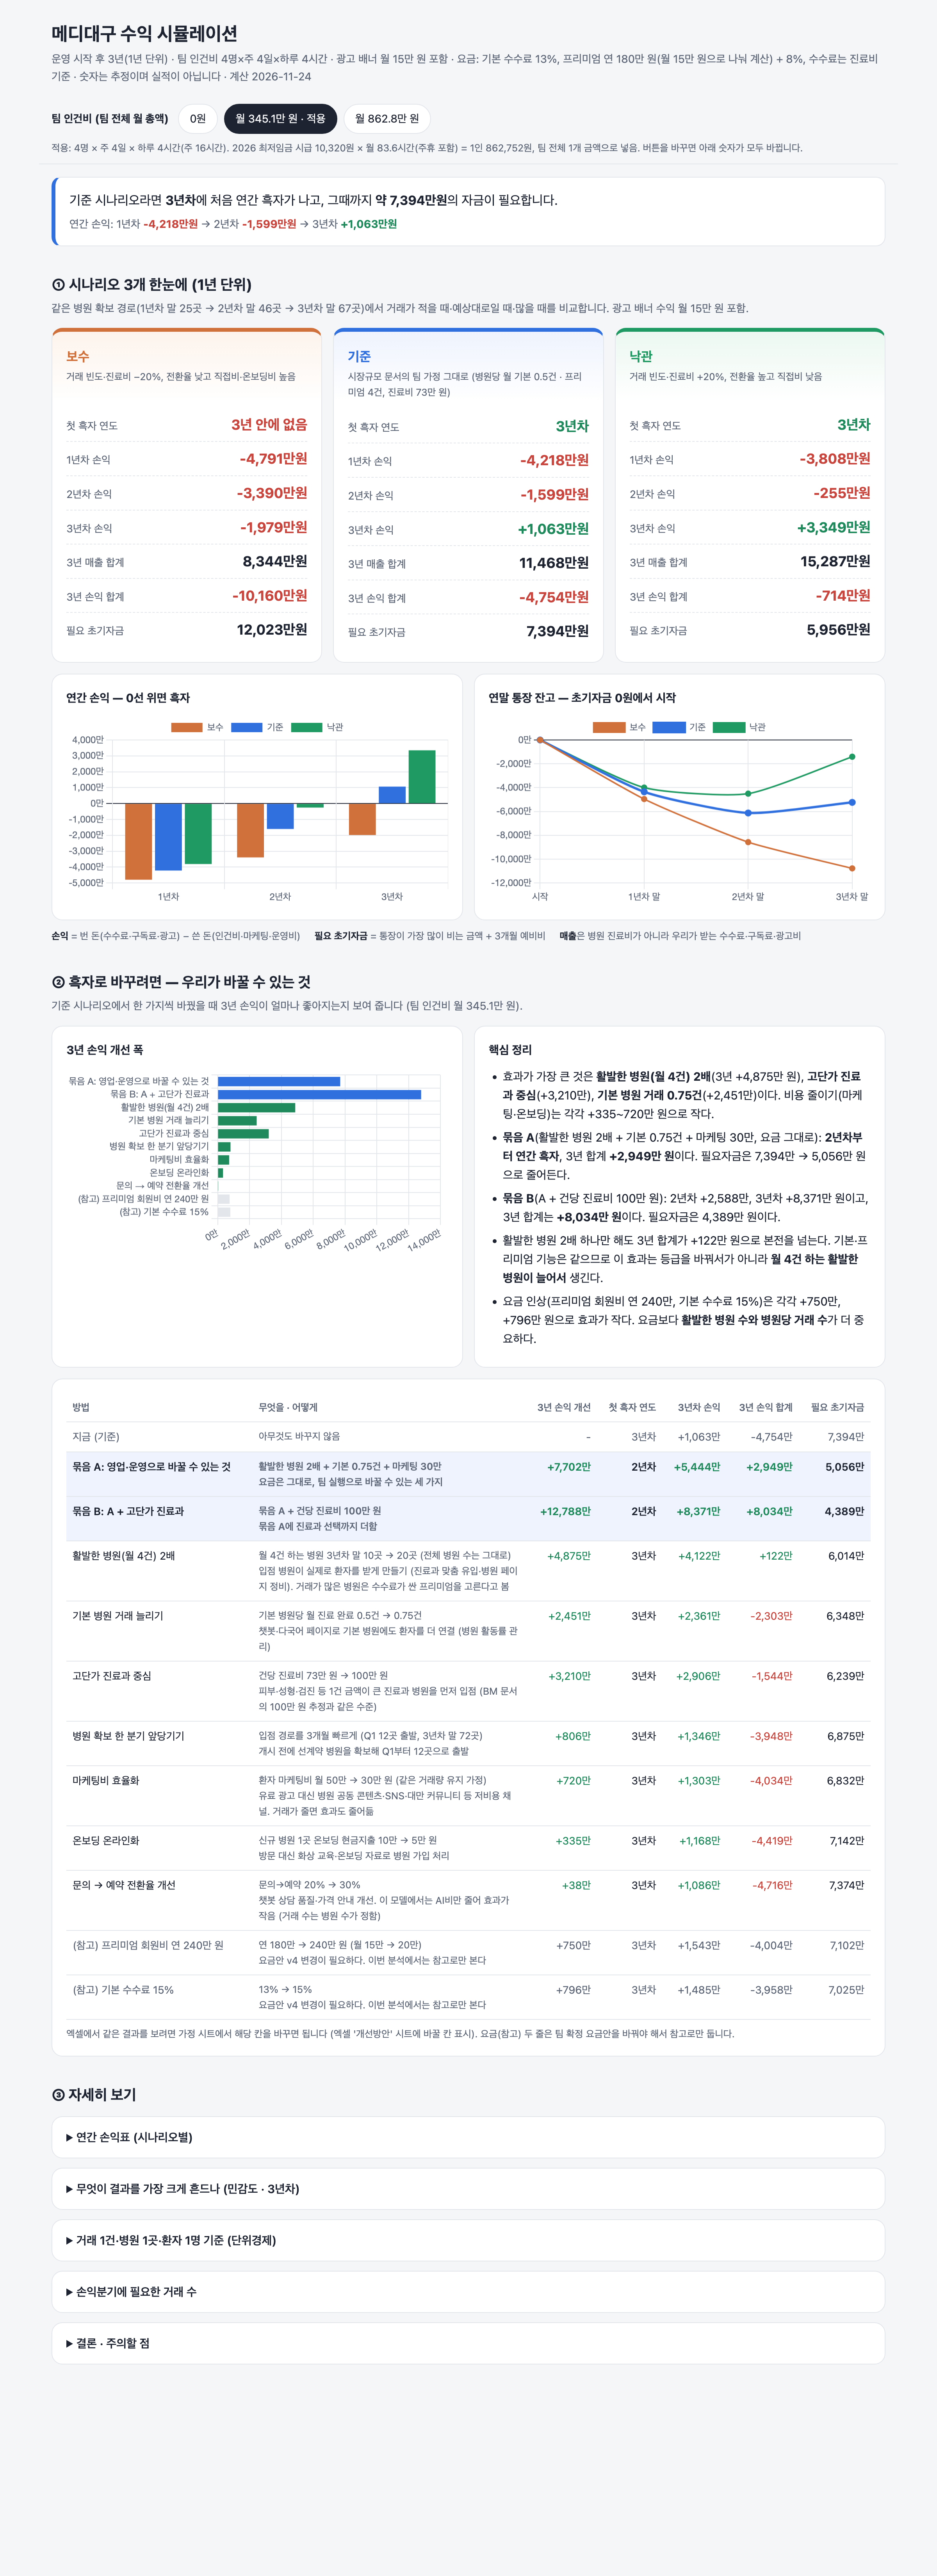 메디대구 수익 시뮬레이션
운영 시작 후 3년(1년 단위) · 팀 인건비 4명×주 4일×하루 4시간 · 광고 배너 월 15만 원 포함 · 요금: 기본 수수료 13%, 프리미엄 연 180만 원(월 15만 원으로 나눠 계산) + 8%, 수수료는 진료비
기준 · 숫자는 추정이며 실적이 아닙니다 · 계산 2026-11-24
팀 인건비 (팀 전체 월 총액) 0원 월 345.1만 원 · 적용 월 862.8만 원
적용: 4명 × 주 4일 × 하루 4시간(주 16시간). 2026 최저임금 시급 10,320원 × 월 83.6시간(주휴 포함) = 1인 862,752원, 팀 전체 1개 금액으로 넣음. 버튼을 바꾸면 아래 숫자가 모두 바뀝니다.
기준 시나리오라면 3년차에 처음 연간 흑자가 나고, 그때까지 약 7,394만원의 자금이 필요합니다.
연간 손익: 1년차 -4,218만원 → 2년차 -1,599만원 → 3년차 +1,063만원
① 시나리오 3개 한눈에 (1년 단위)
같은 병원 확보 경로(1년차 말 25곳 → 2년차 말 46곳 → 3년차 말 67곳)에서 거래가 적을 때·예상대로일 때·많을 때를 비교합니다. 광고 배너 수익 월 15만 원 포함.
보수
거래 빈도·진료비 −20%, 전환율 낮고 직접비·온보딩비 높음
첫 흑자 연도 3년 안에 없음
1년차 손익 -4,791만원
2년차 손익 -3,390만원
3년차 손익 -1,979만원
3년 매출 합계 8,344만원
3년 손익 합계 -10,160만원
필요 초기자금 12,023만원
기준
시장규모 문서의 팀 가정 그대로 (병원당 월 기본 0.5건 · 프리
미엄 4건, 진료비 73만 원)
첫 흑자 연도 3년차
1년차 손익 -4,218만원
2년차 손익 -1,599만원
3년차 손익 +1,063만원
3년 매출 합계 11,468만원
3년 손익 합계 -4,754만원
필요 초기자금 7,394만원
낙관
거래 빈도·진료비 +20%, 전환율 높고 직접비 낮음
첫 흑자 연도 3년차
1년차 손익 -3,808만원
2년차 손익 -255만원
3년차 손익 +3,349만원
3년 매출 합계 15,287만원
3년 손익 합계 -714만원
필요 초기자금 5,956만원
연간 손익 — 0선 위면 흑자
보수 기준 낙관
4,000만
3,000만
2,000만
1,000만
0만
-1,000만
-2,000만
-3,000만
-4,000만
-5,000만
1년차 2년차 3년차
연말 통장 잔고 — 초기자금 0원에서 시작
보수 기준 낙관
0만
-2,000만
-4,000만
-6,000만
-8,000만
-10,000만
-12,000만
시작 1년차 말 2년차 말 3년차 말
손익 = 번 돈(수수료·구독료·광고) − 쓴 돈(인건비·마케팅·운영비) 필요 초기자금 = 통장이 가장 많이 비는 금액 + 3개월 예비비 매출은 병원 진료비가 아니라 우리가 받는 수수료·구독료·광고비
② 흑자로 바꾸려면 — 우리가 바꿀 수 있는 것
기준 시나리오에서 한 가지씩 바꿨을 때 3년 손익이 얼마나 좋아지는지 보여 줍니다 (팀 인건비 월 345.1만 원).
3년 손익 개선 폭
묶음 A: 영업·운영으로 바꿀 수 있는 것
묶음 B: A + 고단가 진료과
활발한 병원(월 4건) 2배
기본 병원 거래 늘리기
고단가 진료과 중심
병원 확보 한 분기 앞당기기
마케팅비 효율화
온보딩 온라인화
문의 → 예약 전환율 개선
(참고) 프리미엄 회원비 연 240만 원
(참고) 기본 수수료 15%
0만 2,000만 4,000만 6,000만 8,000만 10,000만 12,000만 14,000만
핵심 정리
• 효과가 가장 큰 것은 활발한 병원(월 4건) 2배(3년 +4,875만 원), 고단가 진료
과 중심(+3,210만), 기본 병원 거래 0.75건(+2,451만)이다. 비용 줄이기(마케
팅·온보딩)는 각각 +335~720만 원으로 작다.
• 묶음 A(활발한 병원 2배 + 기본 0.75건 + 마케팅 30만, 요금 그대로): 2년차부
터 연간 흑자, 3년 합계 +2,949만 원이다. 필요자금은 7,394만 → 5,056만 원
으로 줄어든다.
• 묶음 B(A + 건당 진료비 100만 원): 2년차 +2,588만, 3년차 +8,371만 원이고,
3년 합계는 +8,034만 원이다. 필요자금은 4,389만 원이다.
• 활발한 병원 2배 하나만 해도 3년 합계가 +122만 원으로 본전을 넘는다. 기본·프
리미엄 기능은 같으므로 이 효과는 등급을 바꿔서가 아니라 월 4건 하는 활발한
병원이 늘어서 생긴다.
• 요금 인상(프리미엄 회원비 연 240만, 기본 수수료 15%)은 각각 +750만,
+796만 원으로 효과가 작다. 요금보다 활발한 병원 수와 병원당 거래 수가 더 중
요하다.
방법 무엇을 · 어떻게 3년 손익 개선 첫 흑자 연도 3년차 손익 3년 손익 합계 필요 초기자금
지금 (기준) 아무것도 바꾸지 않음 - 3년차 +1,063만 -4,754만 7,394만
묶음 A: 영업·운영으로 바꿀 수 있는 것 활발한 병원 2배 + 기본 0.75건 + 마케팅 30만 +7,702만 2년차 +5,444만 +2,949만 5,056만
요금은 그대로, 팀 실행으로 바꿀 수 있는 세 가지
묶음 B: A + 고단가 진료과 묶음 A + 건당 진료비 100만 원 +12,788만 2년차 +8,371만 +8,034만 4,389만
묶음 A에 진료과 선택까지 더함
활발한 병원(월 4건) 2배 월 4건 하는 병원 3년차 말 10곳 → 20곳 (전체 병원 수는 그대로) +4,875만 3년차 +4,122만 +122만 6,014만
입점 병원이 실제로 환자를 받게 만들기 (진료과 맞춤 유입·병원 페이
지 정비). 거래가 많은 병원은 수수료가 싼 프리미엄을 고른다고 봄
기본 병원 거래 늘리기 기본 병원당 월 진료 완료 0.5건 → 0.75건 +2,451만 3년차 +2,361만 -2,303만 6,348만
챗봇·다국어 페이지로 기본 병원에도 환자를 더 연결 (병원 활동률 관
리)
고단가 진료과 중심 건당 진료비 73만 원 → 100만 원 +3,210만 3년차 +2,906만 -1,544만 6,239만
피부·성형·검진 등 1건 금액이 큰 진료과 병원을 먼저 입점 (BM 문서
의 100만 원 추정과 같은 수준)
병원 확보 한 분기 앞당기기 입점 경로를 3개월 빠르게 (Q1 12곳 출발, 3년차 말 72곳) +806만 3년차 +1,346만 -3,948만 6,875만
개시 전에 선계약 병원을 확보해 Q1부터 12곳으로 출발
마케팅비 효율화 환자 마케팅비 월 50만 → 30만 원 (같은 거래량 유지 가정) +720만 3년차 +1,303만 -4,034만 6,832만
유료 광고 대신 병원 공동 콘텐츠·SNS·대만 커뮤니티 등 저비용 채
널. 거래가 줄면 효과도 줄어듦
온보딩 온라인화 신규 병원 1곳 온보딩 현금지출 10만 → 5만 원 +335만 3년차 +1,168만 -4,419만 7,142만
방문 대신 화상 교육·온보딩 자료로 병원 가입 처리
문의 → 예약 전환율 개선 문의→예약 20% → 30% +38만 3년차 +1,086만 -4,716만 7,374만
챗봇 상담 품질·가격 안내 개선. 이 모델에서는 AI비만 줄어 효과가
작음 (거래 수는 병원 수가 정함)
(참고) 프리미엄 회원비 연 240만 원 연 180만 → 240만 원 (월 15만 → 20만) +750만 3년차 +1,543만 -4,004만 7,102만
요금안 v4 변경이 필요하다. 이번 분석에서는 참고로만 본다
(참고) 기본 수수료 15% 13% → 15% +796만 3년차 +1,485만 -3,958만 7,025만
요금안 v4 변경이 필요하다. 이번 분석에서는 참고로만 본다
엑셀에서 같은 결과를 보려면 가정 시트에서 해당 칸을 바꾸면 됩니다 (엑셀 '개선방안' 시트에 바꿀 칸 표시). 요금(참고) 두 줄은 팀 확정 요금안을 바꿔야 해서 참고로만 둡니다.
③ 자세히 보기
▶ 연간 손익표 (시나리오별)
▶ 무엇이 결과를 가장 크게 흔드나 (민감도 · 3년차)
▶ 거래 1건·병원 1곳·환자 1명 기준 (단위경제)
▶ 손익분기에 필요한 거래 수
▶ 결론 · 주의할 점